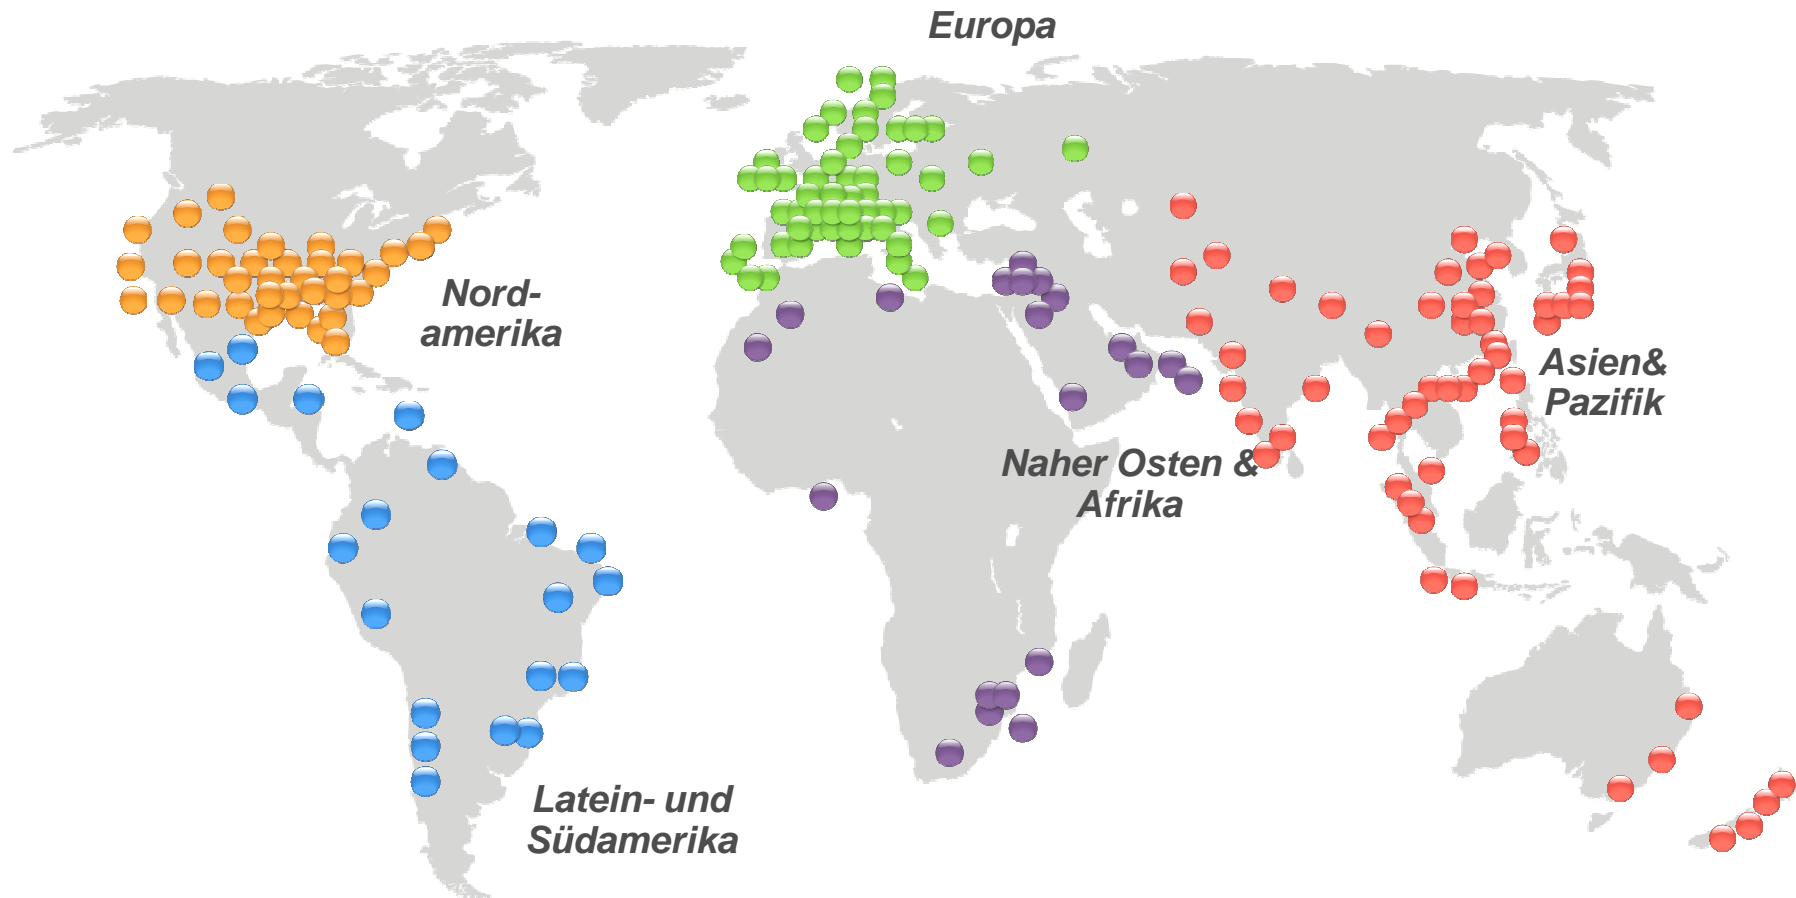 Europa
Nord-
amerika
Asien&
Pazifik
Naher Osten &
Afrika
Latein- und
Südamerika